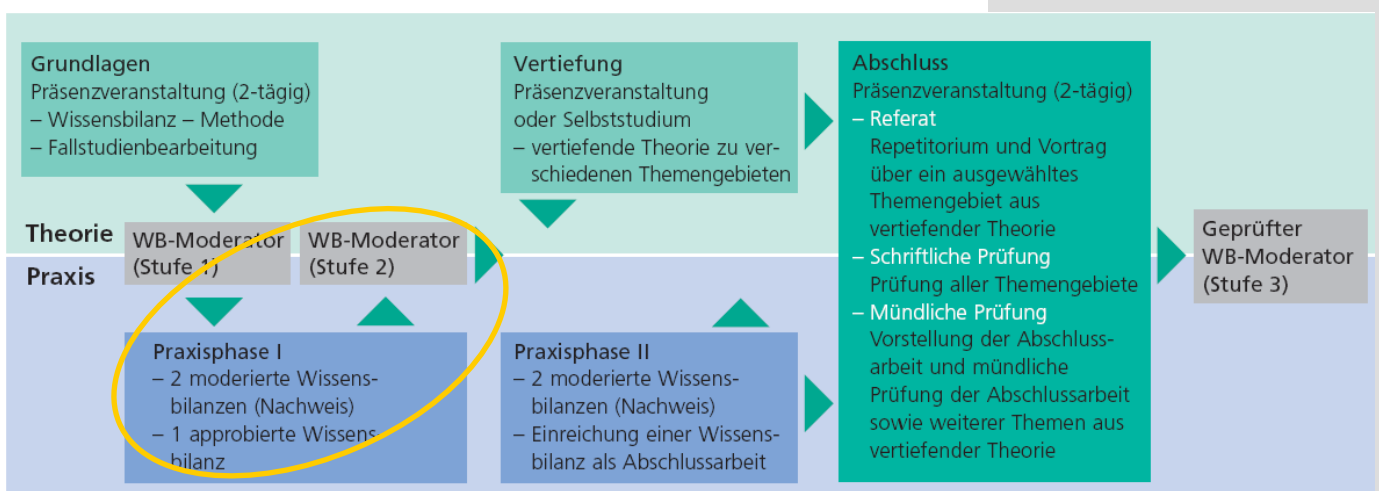 Grundlagen
Präsenzveranstaltung (2-tägig)
– Wissensbilanz – Methode
– Fallstudienbearbeitung
Vertiefung
Präsenzveranstaltung
oder Selbststudium
– vertiefende Theorie zu ver-
schiedenen Themengebieten
Abschluss
Präsenzveranstaltung (2-tägig)
– Referat
Repetitorium und Vortrag
über ein ausgewähltes
Themengebiet aus
vertiefender Theorie
– Schriftliche Prüfung
Prüfung aller Themengebiete
– Mündliche Prüfung
Vorstellung der Abschluss-
arbeit und mündliche
Prüfung der Abschlussarbeit
sowie weiterer Themen aus
vertiefender Theorie
Theorie
Praxis
WB-Moderator
(Stufe 1)
WB-Moderator
(Stufe 2)
Geprüfter
WB-Moderator
(Stufe 3)
Praxisphase I
– 2 moderierte Wissens-
bilanzen (Nachweis)
– 1 approbierte Wissens-
bilanz
Praxisphase II
– 2 moderierte Wissens-
bilanzen (Nachweis)
– Einreichung einer Wissens-
bilanz als Abschlussarbeit